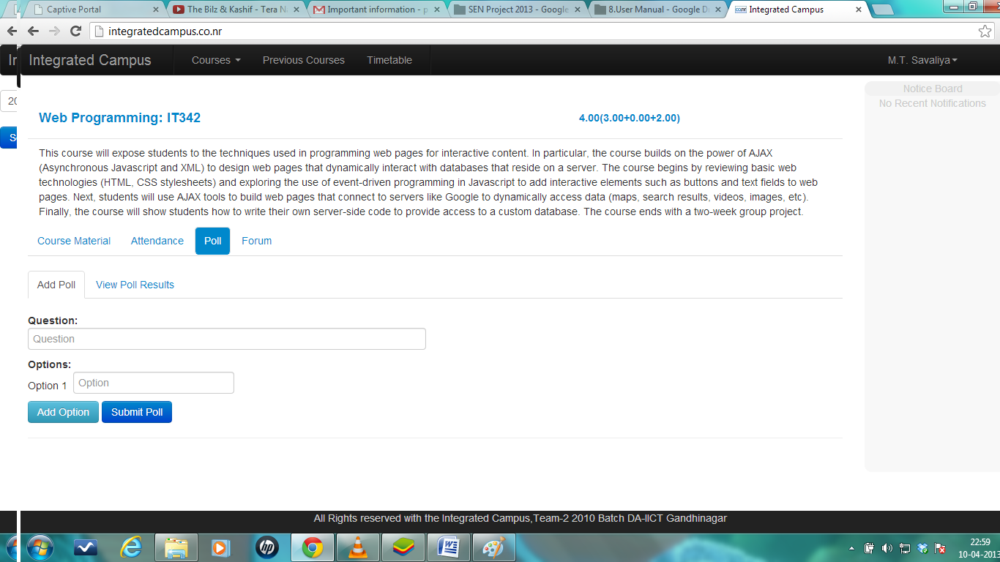 Captive Portal
The Bilz & Kashif - Tera N
Important information - p
SEN Project 2013 - Google
8.User Manual - Google D
Integrated Campus
integratedcampus.co.nr
Integrated Campus
Courses
Previous Courses
Timetable
M.T. Savaliya
Notice Board
No Recent Notifications
Web Programming: IT342
4.00(3.00+0.00+2.00)
This course will expose students to the techniques used in programming web pages for interactive content. In particular, the course builds on the power of AJAX
(Asynchronous Javascript and XML) to design web pages that dynamically interact with databases that reside on a server. The course begins by reviewing basic web
technologies (HTML, CSS stylesheets) and exploring the use of event-driven programming in Javascript to add interactive elements such as buttons and text fields to web
pages. Next, students will use AJAX tools to build web pages that connect to servers like Google to dynamically access data (maps, search results, videos, images, etc).
Finally, the course will show students how to write their own server-side code to provide access to a custom database. The course ends with a two-week group project.
Course Material
Attendance
Poll
Forum
Add Poll
View Poll Results
Question:
Question
Options:
Option 1
Option
Add Option
Submit Poll
All Rights reserved with the Integrated Campus,Team-2 2010 Batch DA-IICT Gandhinagar
hp
22:59
10-04-2013